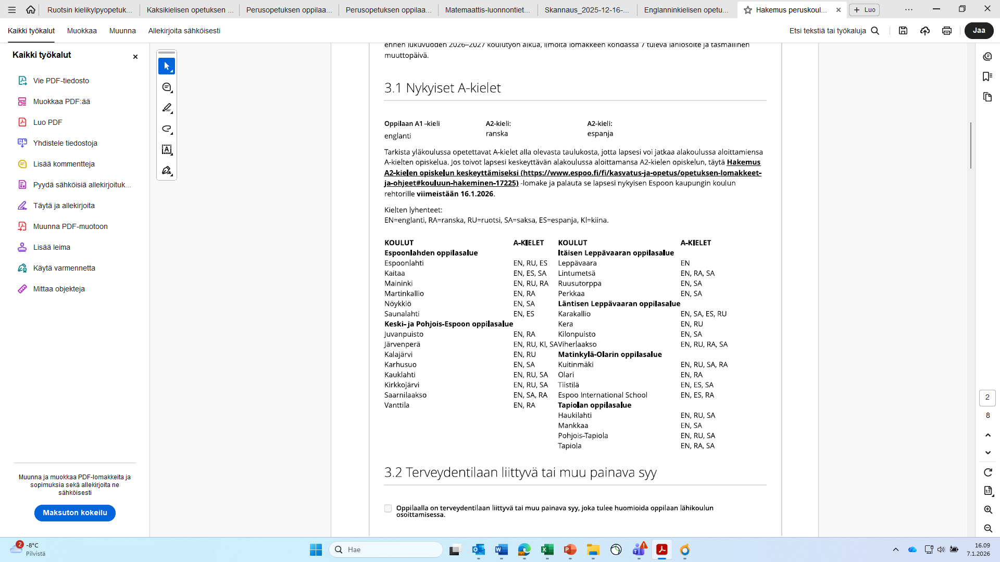 Ruotsin kielikylpyopetuk...
Kaksikielisen opetuksen ...
Perusopetuksen oppilaa...
Perusopetuksen oppilaa...
Matemaattis-luonnontiet...
Skannaus_2025-12-16-...
Englanninkielisen opetu...
Hakemus peruskoul...
Luo
Kaikki työkalut
Muokkaa
Muunna
Allekirjoita sähköisesti
Etsi tekstiä tai työkaluja
Jaa
Kaikki työkalut
Vie PDF-tiedosto
Muokkaa PDF:ää
Luo PDF
Yhdistele tiedostoja
Lisää kommentteja
Pyydä sähköisiä allekirjoituk...
Täytä ja allekirjoita
Muunna PDF-muotoon
Lisää leima
Käytä varmennetta
Mittaa objekteja
Muunna ja muokkaa PDF-lomakkeita ja
sopimuksia sekä allekirjoita ne
sähköisesti
Maksuton kokeilu
ennen lukuvuoden 2026–2027 koulutyön alkua, ilmoita lomakkeen kohdassa 7 tuleva lähiosoite ja täsmällinen
muuttopäivä.
3.1 Nykyiset A-kielet
Oppilaan A1 -kieli A2-kieli: A2-kieli:
englanti ranska espanja
Tarkista yläkoulussa opetettavat A-kielet alla olevasta taulukosta, jotta lapsesi voi jatkaa alakoulussa aloittamiensa
A-kielten opiskelua. Jos toivot lapsesi keskeyttävän alakoulussa aloittamansa A2-kielen opiskelun, täytä Hakemus
A2-kielen opiskelun keskeyttämiseksi (https://www.espoo.fi/fi/kasvatus-ja-opetus/opetuksen-lomakkeet-
ja-ohjeet#kouluun-hakeminen-17225) -lomake ja palauta se lapsesi nykyisen Espoon kaupungin koulun
rehtorille viimeistään 16.1.2026.
Kielten lyhenteet:
EN=englanti, RA=ranska, RU=ruotsi, SA=saksa, ES=espanja, KI=kiina.
KOULUT A-KIELET KOULUT A-KIELET
Espoonlahden oppilasalue Itäisen Leppävaaran oppilasalue
Espoonlahti EN, RU, ES Leppävaara EN
Kaitaa EN, ES, SA Lintumetsä EN, RA, SA
Maininki EN, RU, RA Ruusutorppa EN, SA
Martinkallio EN, RA Perkkaa EN, SA
Nöykkiö EN, SA Läntisen Leppävaaran oppilasalue
Saunalahti EN, ES Karakallio EN, SA, ES, RU
Keski- ja Pohjois-Espoon oppilasalue Kera EN, RU
Juvanpuisto EN, RA Kilonpuisto EN, SA
Järvenperä EN, RU, KI, SA Viherlaakso EN, RU, RA, SA
Kalajärvi EN, RU Matinkylä-Olarin oppilasalue
Karhusuo EN, SA Kuitinmäki EN, RU, SA, RA
Kauklahti EN, RU, SA Olari EN, RA
Kirkkojärvi EN, RU, SA Tiistilä EN, ES, SA
Saarnilaakso EN, SA, RA Espoo International School EN, ES, RA
Vanttila EN, RA Tapiolan oppilasalue
Haukilahti EN, RU, SA
Mankkaa EN, SA
Pohjois-Tapiola EN, RU, SA
Tapiola EN, RA, SA
3.2 Terveydentilaan liittyvä tai muu painava syy
Oppilaalla on terveydentilaan liittyvä tai muu painava syy, joka tulee huomioida oppilaan lähikoulun
osoittamisessa.
2
8
2
-8°C
Pilvistä
Hae
16.09
7.1.2026